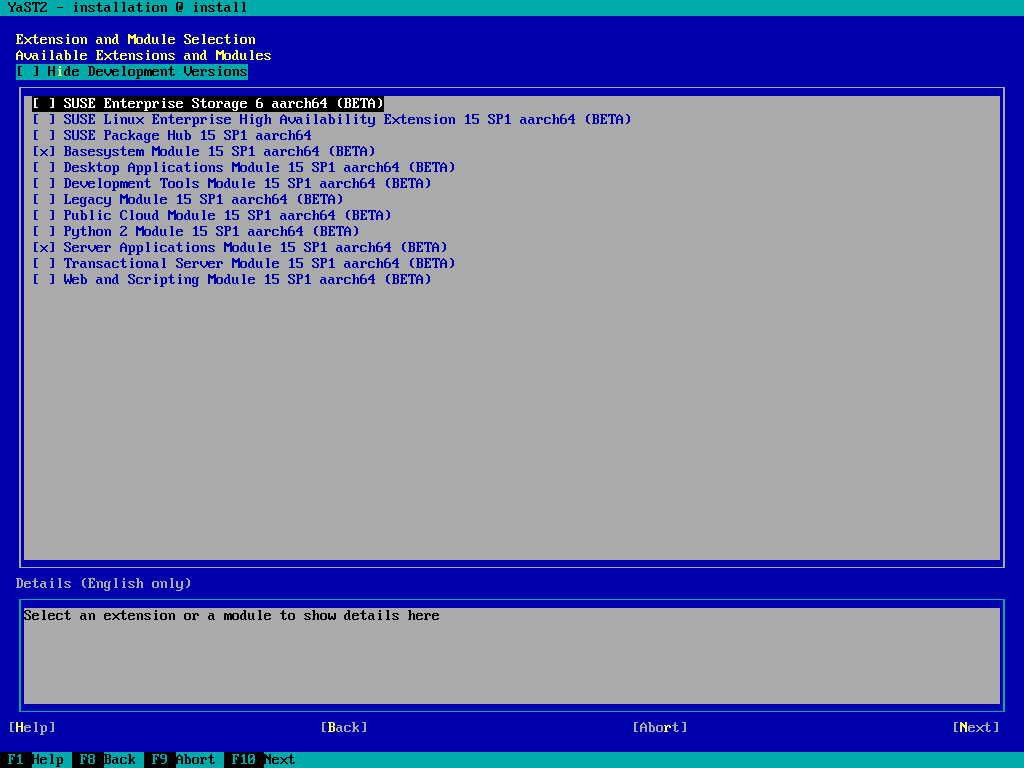 YaST2 - installation @ install
Extension and Module Selection
Available Extensions and Modules
[ ] Hide Development Versions
[ ] SUSE Enterprise Storage 6 aarch64 (BETA)
[ ] SUSE Linux Enterprise High Availability Extension 15 SP1 aarch64 (BETA)
[ ] SUSE Package Hub 15 SP1 aarch64
[x] Basesystem Module 15 SP1 aarch64 (BETA)
[ ] Desktop Applications Module 15 SP1 aarch64 (BETA)
[ ] Development Tools Module 15 SP1 aarch64 (BETA)
[ ] Legacy Module 15 SP1 aarch64 (BETA)
[ ] Public Cloud Module 15 SP1 aarch64 (BETA)
[ ] Python 2 Module 15 SP1 aarch64 (BETA)
[x] Server Applications Module 15 SP1 aarch64 (BETA)
[ ] Transactional Server Module 15 SP1 aarch64 (BETA)
[ ] Web and Scripting Module 15 SP1 aarch64 (BETA)
Details (English only)
Select an extension or a module to show details here
[Help] [Back] [Abort] [Next]
F1 Help F8 Back F9 Abort F10 Next